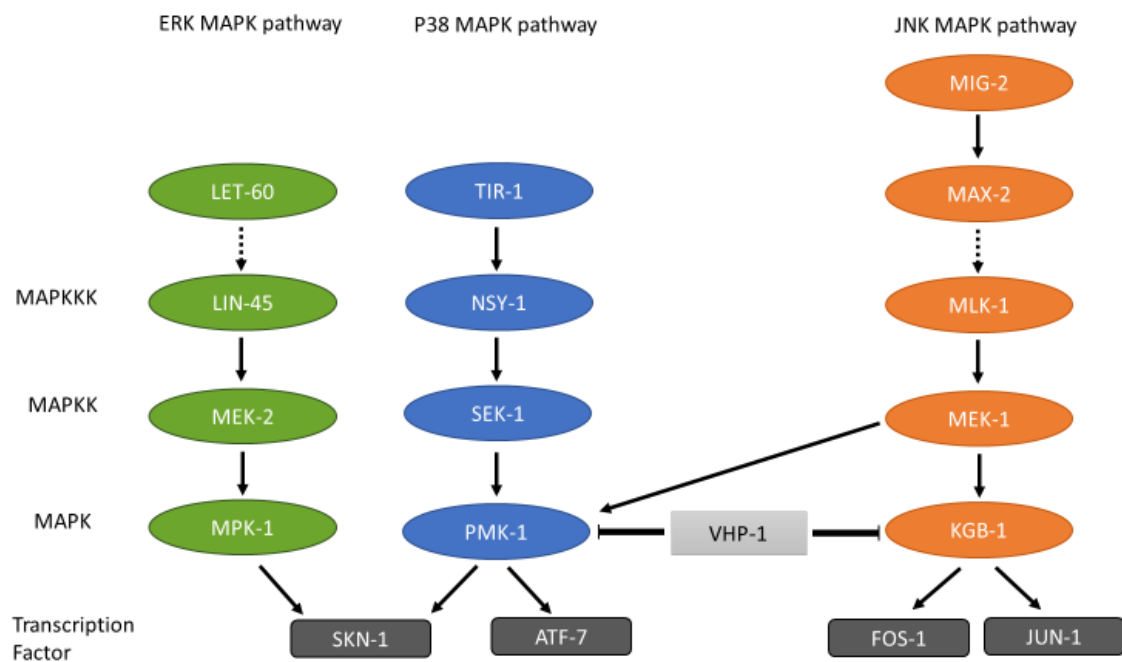 ERK MAPK pathway
P38 MAPK pathway
JNK MAPK pathway
MIG-2
LET-60
TIR-1
MAX-2
MAPKKK
LIN-45
NSY-1
MLK-1
MAPKK
MEK-2
SEK-1
MEK-1
MAPK
MPK-1
PMK-1
VHP-1
KGB-1
Transcription
Factor
SKN-1
ATF-7
FOS-1
JUN-1